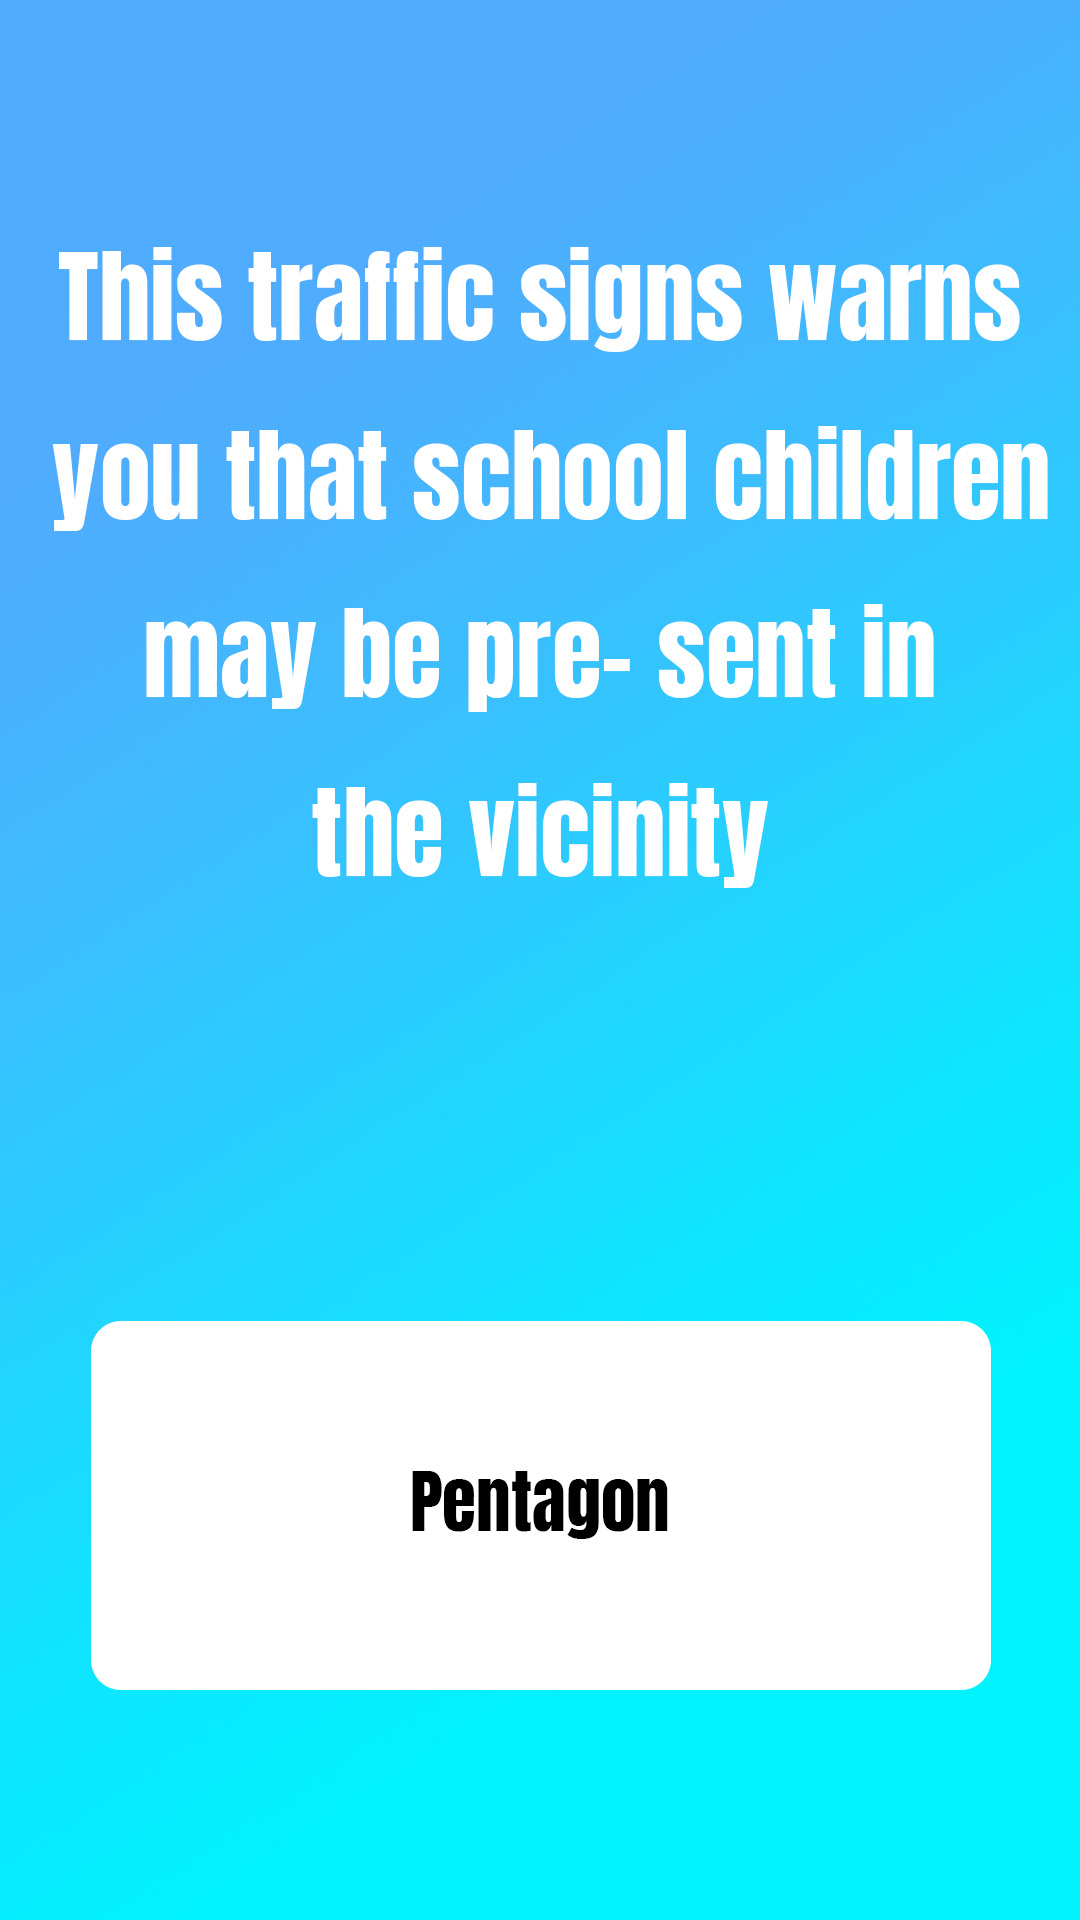 This traffic signs warns
you that school children
may be pre- sent in
the vicinity
Pentagon